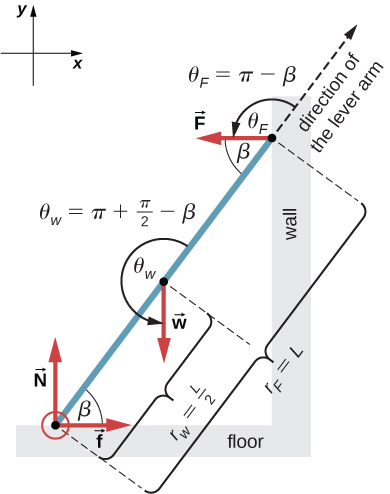 y
x
θ_F = π − β
direction of
the lever arm
F⃗
θ_F
β
θ_w = π + π/2 − β
wall
θ_w
w⃗
N⃗
β
f⃗
r_w = L/2
r_F = L
floor